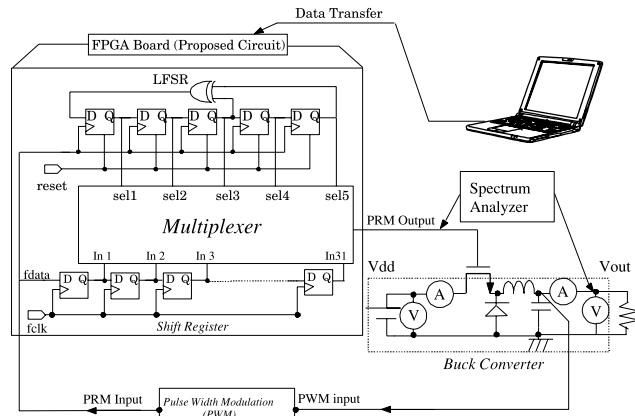 Data Transfer
FPGA Board (Proposed Circuit)
LFSR
D Q
D Q
D Q
D Q
D Q
reset
sel1
sel2
sel3
sel4
sel5
Multiplexer
PRM Output
Spectrum
Analyzer
In 1
In 2
In 3
In31
fdata
D Q
D Q
D Q
D Q
fclk
Shift Register
Vdd
Vout
A
V
A
V
Buck Converter
PRM Input
Pulse Width Modulation
(PWM)
PWM input